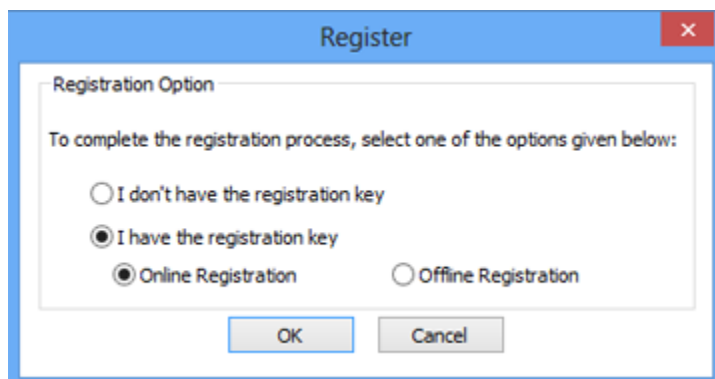 Register
Registration Option
To complete the registration process, select one of the options given below:
I don't have the registration key
I have the registration key
Online Registration Offline Registration
OK Cancel